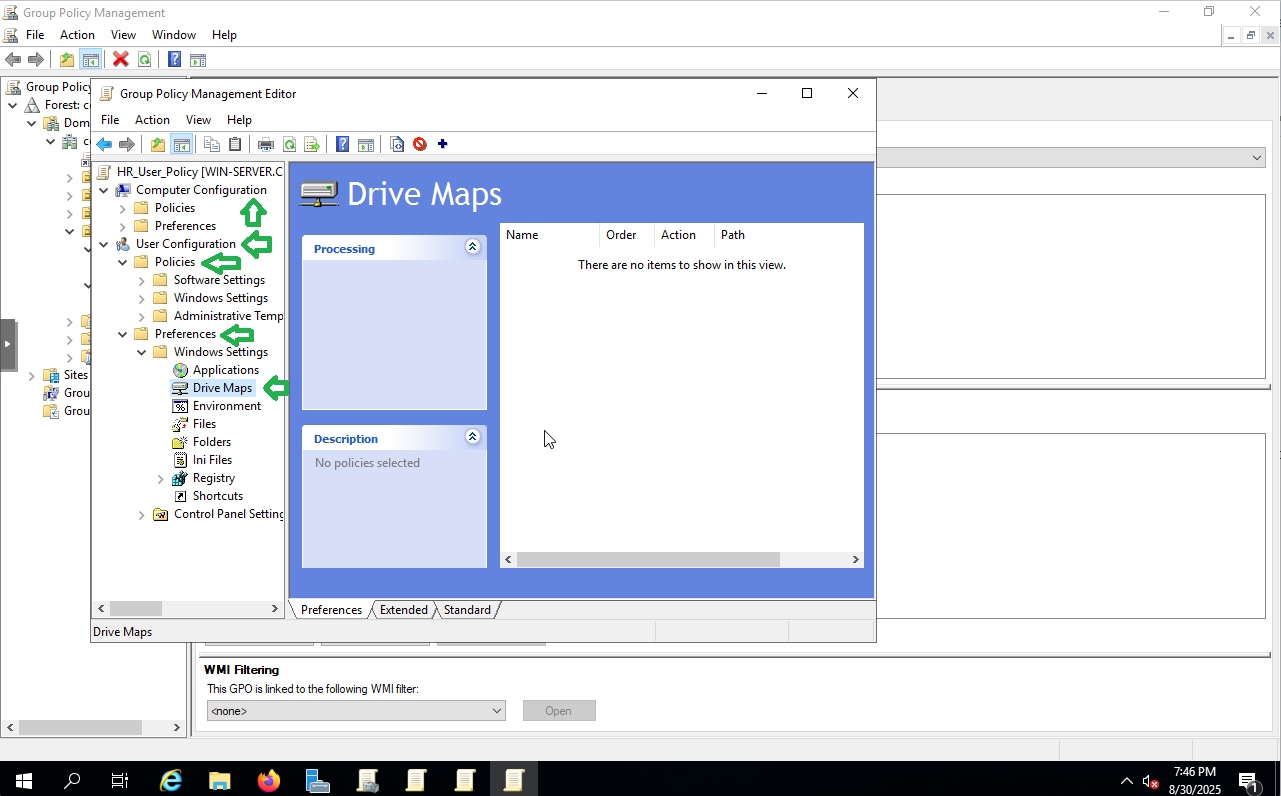 Group Policy Management
File Action View Window Help
Group Policy
Forest: c
Dom
c
Sites
Grou
Grou
Group Policy Management Editor
File Action View Help
HR_User_Policy [WIN-SERVER.C
Computer Configuration
Policies
Preferences
User Configuration
Policies
Software Settings
Windows Settings
Administrative Temp
Preferences
Windows Settings
Applications
Drive Maps
Environment
Files
Folders
Ini Files
Registry
Shortcuts
Control Panel Setting
Drive Maps
Processing
Description
No policies selected
Name Order Action Path
There are no items to show in this view.
Preferences Extended Standard
Drive Maps
WMI Filtering
This GPO is linked to the following WMI filter:
<none> Open
7:46 PM
8/30/2025
1